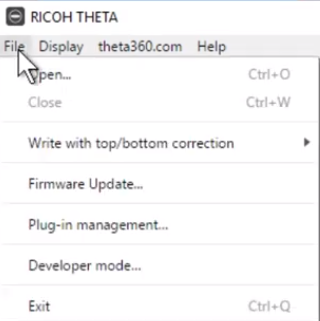 RICOH THETA
File Display theta360.com Help
Open... Ctrl+O
Close Ctrl+W
Write with top/bottom correction
Firmware Update...
Plug-in management...
Developer mode...
Exit Ctrl+Q